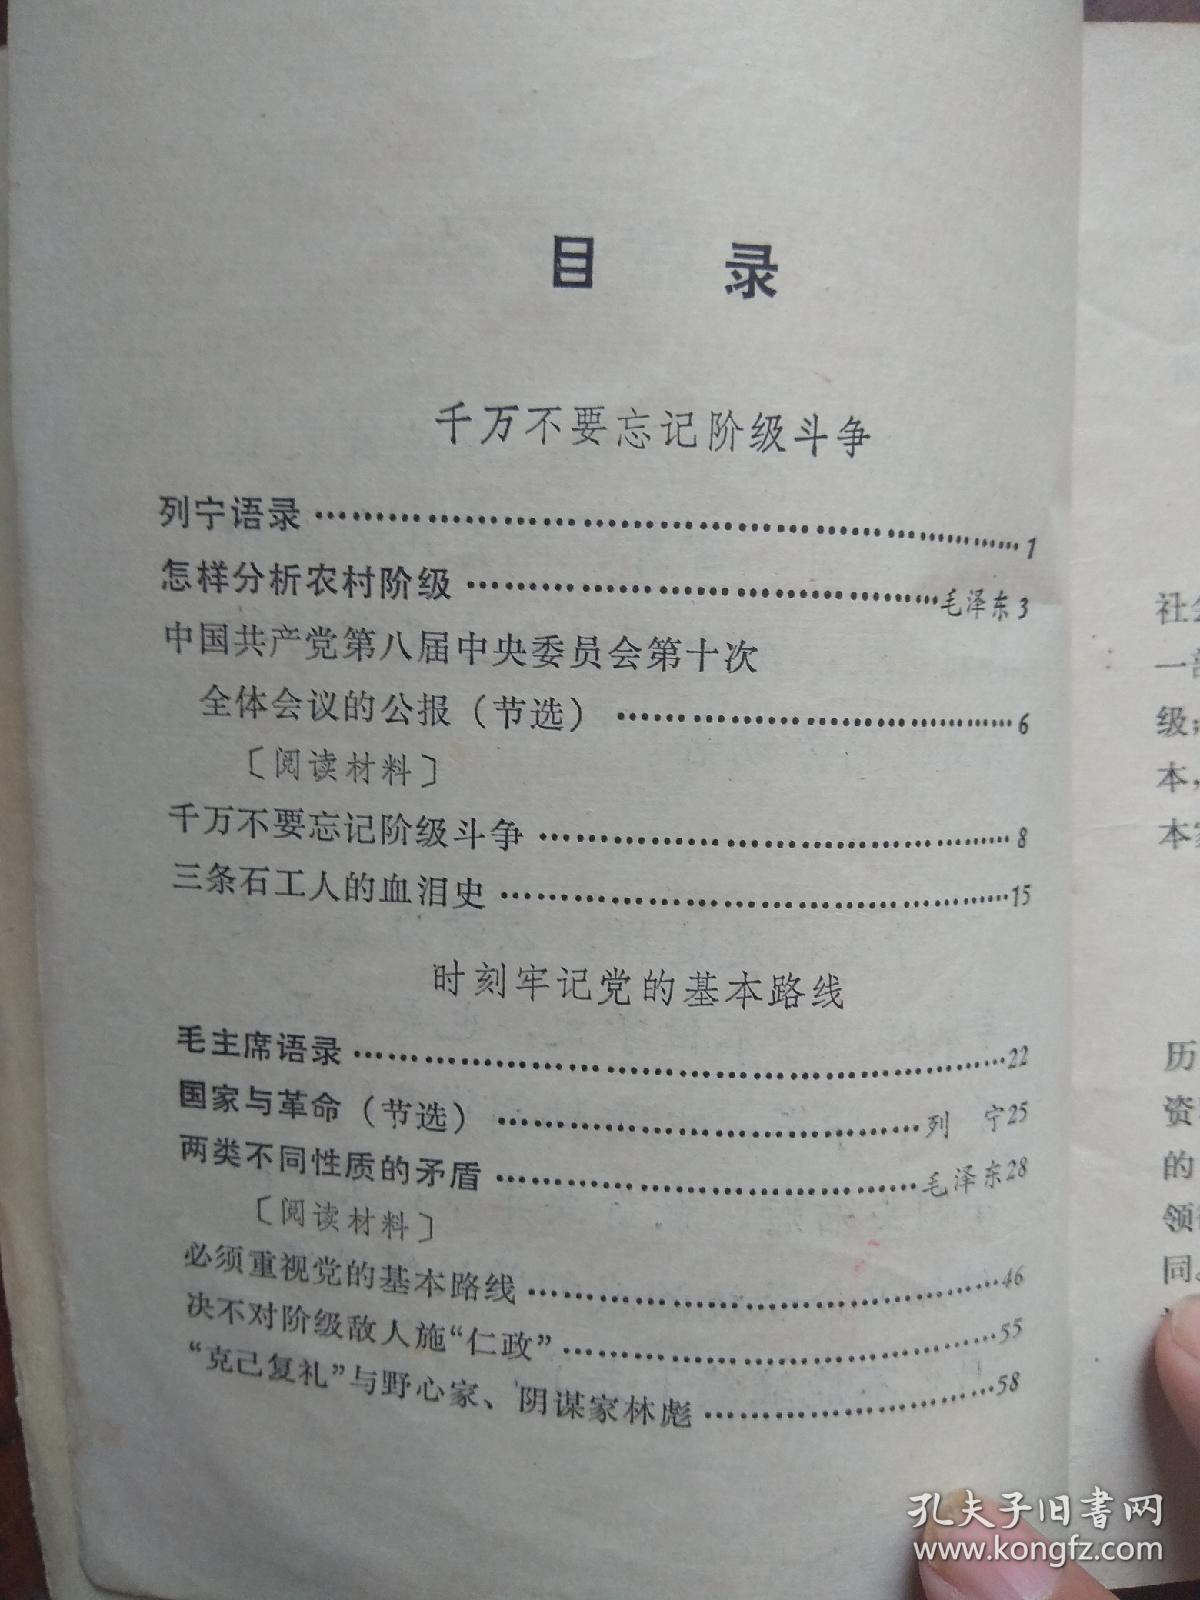 目 录
千万不要忘记阶级斗争
列宁语录……………………………………1
怎样分析农村阶级……………………毛泽东3
中国共产党第八届中央委员会第十次
全体会议的公报（节选）……………………6
〔阅读材料〕
千万不要忘记阶级斗争……………………8
三条石工人的血泪史………………………15
时刻牢记党的基本路线
毛主席语录…………………………………22
国家与革命（节选）……………………列 宁25
两类不同性质的矛盾…………………毛泽东28
〔阅读材料〕
必须重视党的基本路线……………………46
决不对阶级敌人施“仁政”…………………55
“克己复礼”与野心家、阴谋家林彪…………58
社会
一部
级；
本，
本
历
资
的
领
同。
孔夫子旧書网
www.kongfz.com